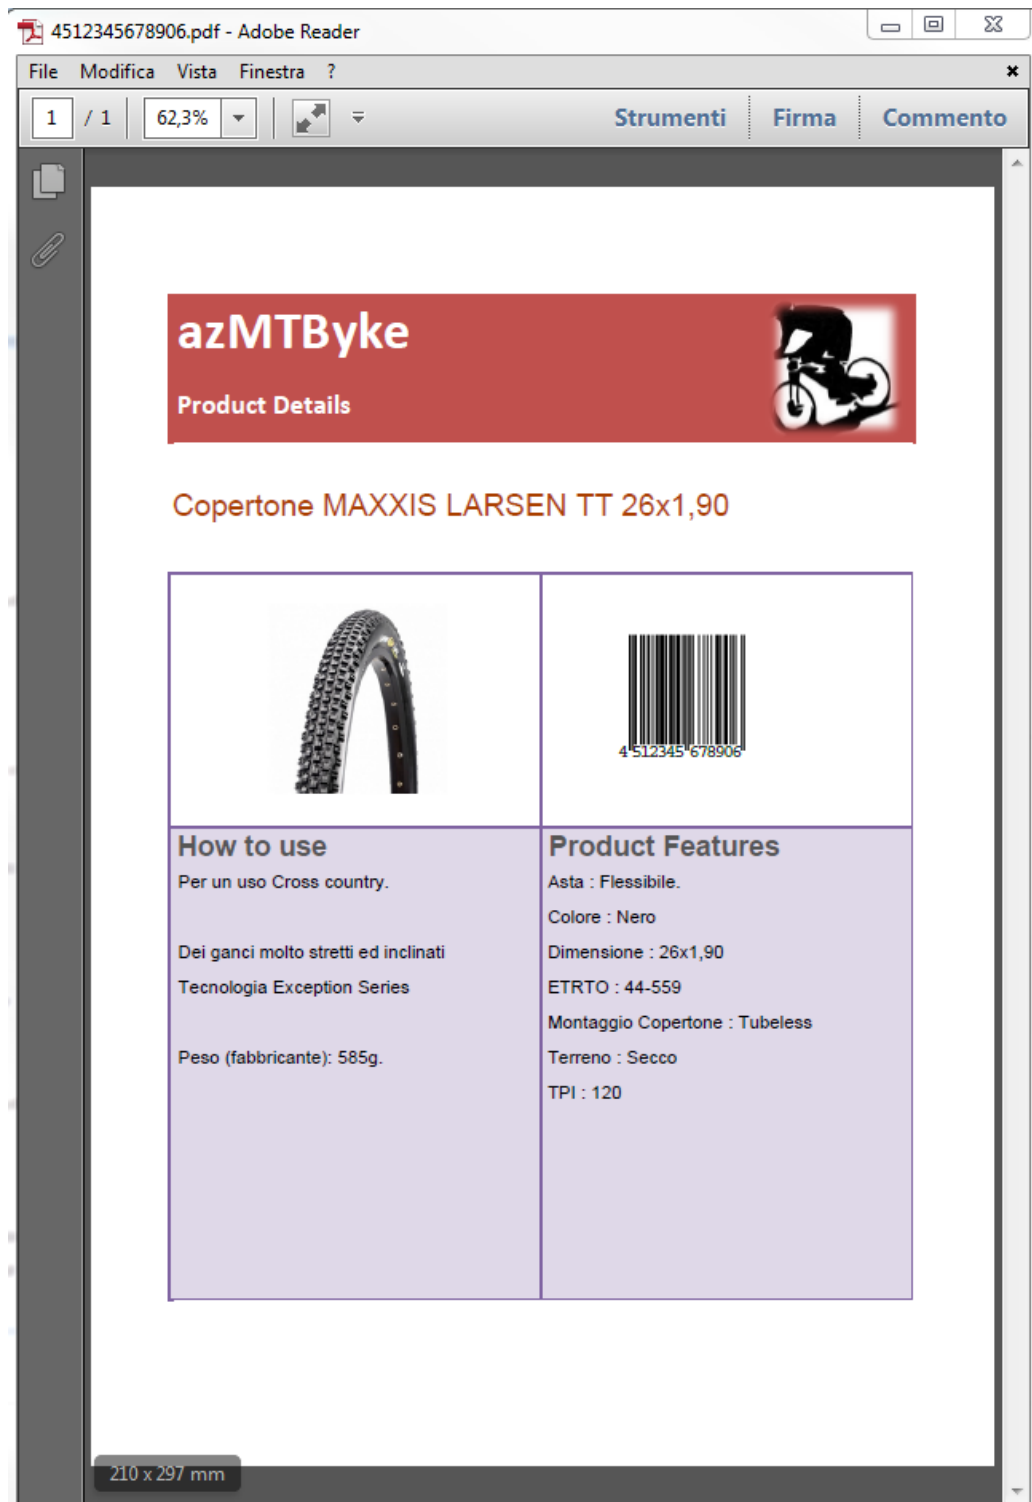 4512345678906.pdf - Adobe Reader
File Modifica Vista Finestra ?
1 / 1 62,3% Strumenti Firma Commento
azMTByke
Product Details
Copertone MAXXIS LARSEN TT 26x1,90
4 512345 678906
How to use
Per un uso Cross country.
Dei ganci molto stretti ed inclinati
Tecnologia Exception Series
Peso (fabbricante): 585g.
Product Features
Asta : Flessibile.
Colore : Nero
Dimensione : 26x1,90
ETRTO : 44-559
Montaggio Copertone : Tubeless
Terreno : Secco
TPI : 120
210 x 297 mm